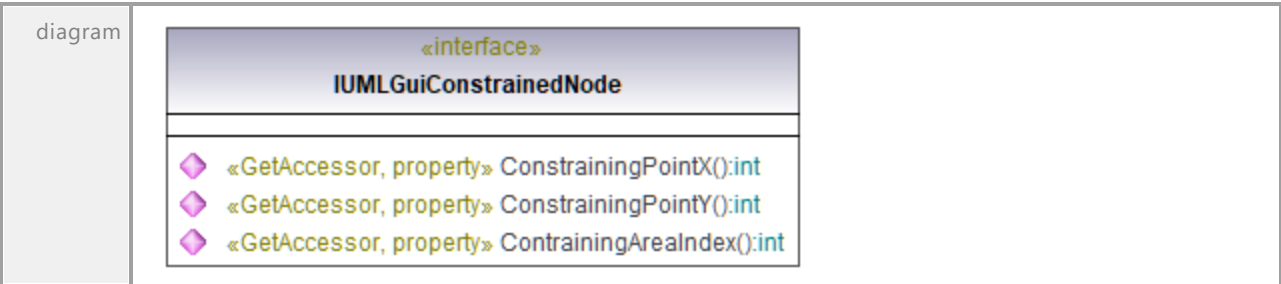 diagram
«interface»
IUMLGuiConstrainedNode
«GetAccessor, property» ConstrainingPointX():int
«GetAccessor, property» ConstrainingPointY():int
«GetAccessor, property» ContrainingAreaIndex():int